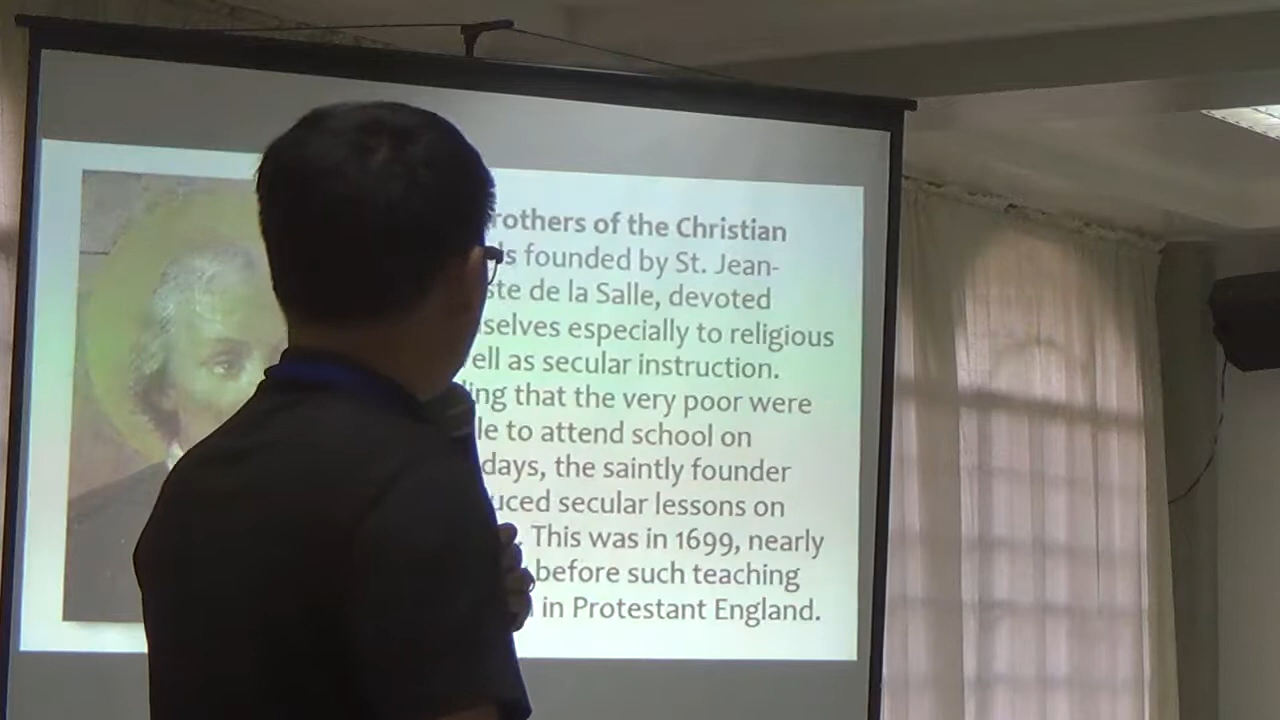 rothers of the Christian
ls founded by St. Jean-
ste de la Salle, devoted
selves especially to religious
ell as secular instruction.
ing that the very poor were
le to attend school on
days, the saintly founder
uced secular lessons on
. This was in 1699, nearly
before such teaching
in Protestant England.